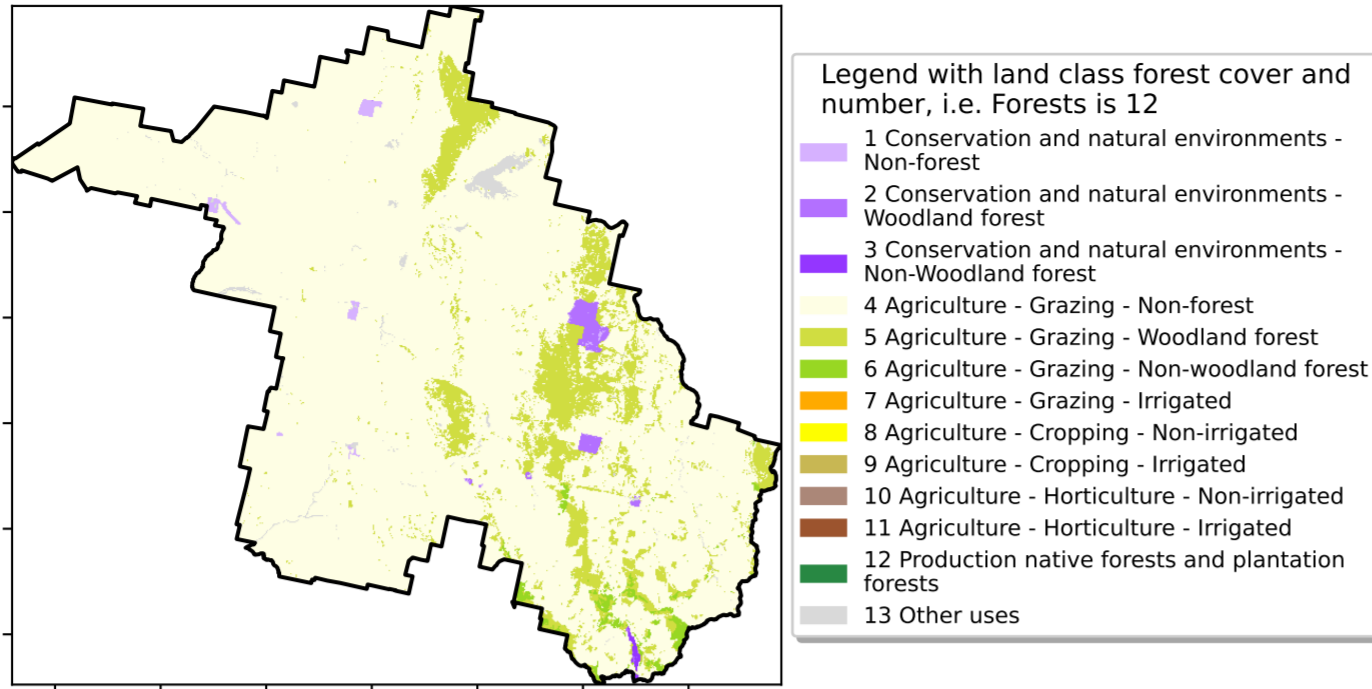 Legend with land class forest cover and
number, i.e. Forests is 12
1 Conservation and natural environments -
Non-forest
2 Conservation and natural environments -
Woodland forest
3 Conservation and natural environments -
Non-Woodland forest
4 Agriculture - Grazing - Non-forest
5 Agriculture - Grazing - Woodland forest
6 Agriculture - Grazing - Non-woodland forest
7 Agriculture - Grazing - Irrigated
8 Agriculture - Cropping - Non-irrigated
9 Agriculture - Cropping - Irrigated
10 Agriculture - Horticulture - Non-irrigated
11 Agriculture - Horticulture - Irrigated
12 Production native forests and plantation
forests
13 Other uses